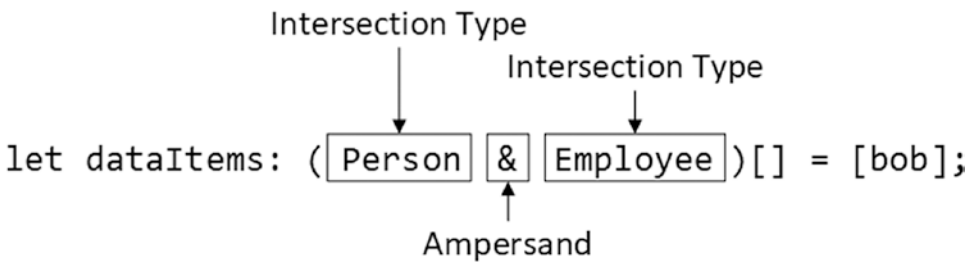 Intersection Type
Intersection Type
let dataItems: (Person & Employee)[] = [bob];
Ampersand